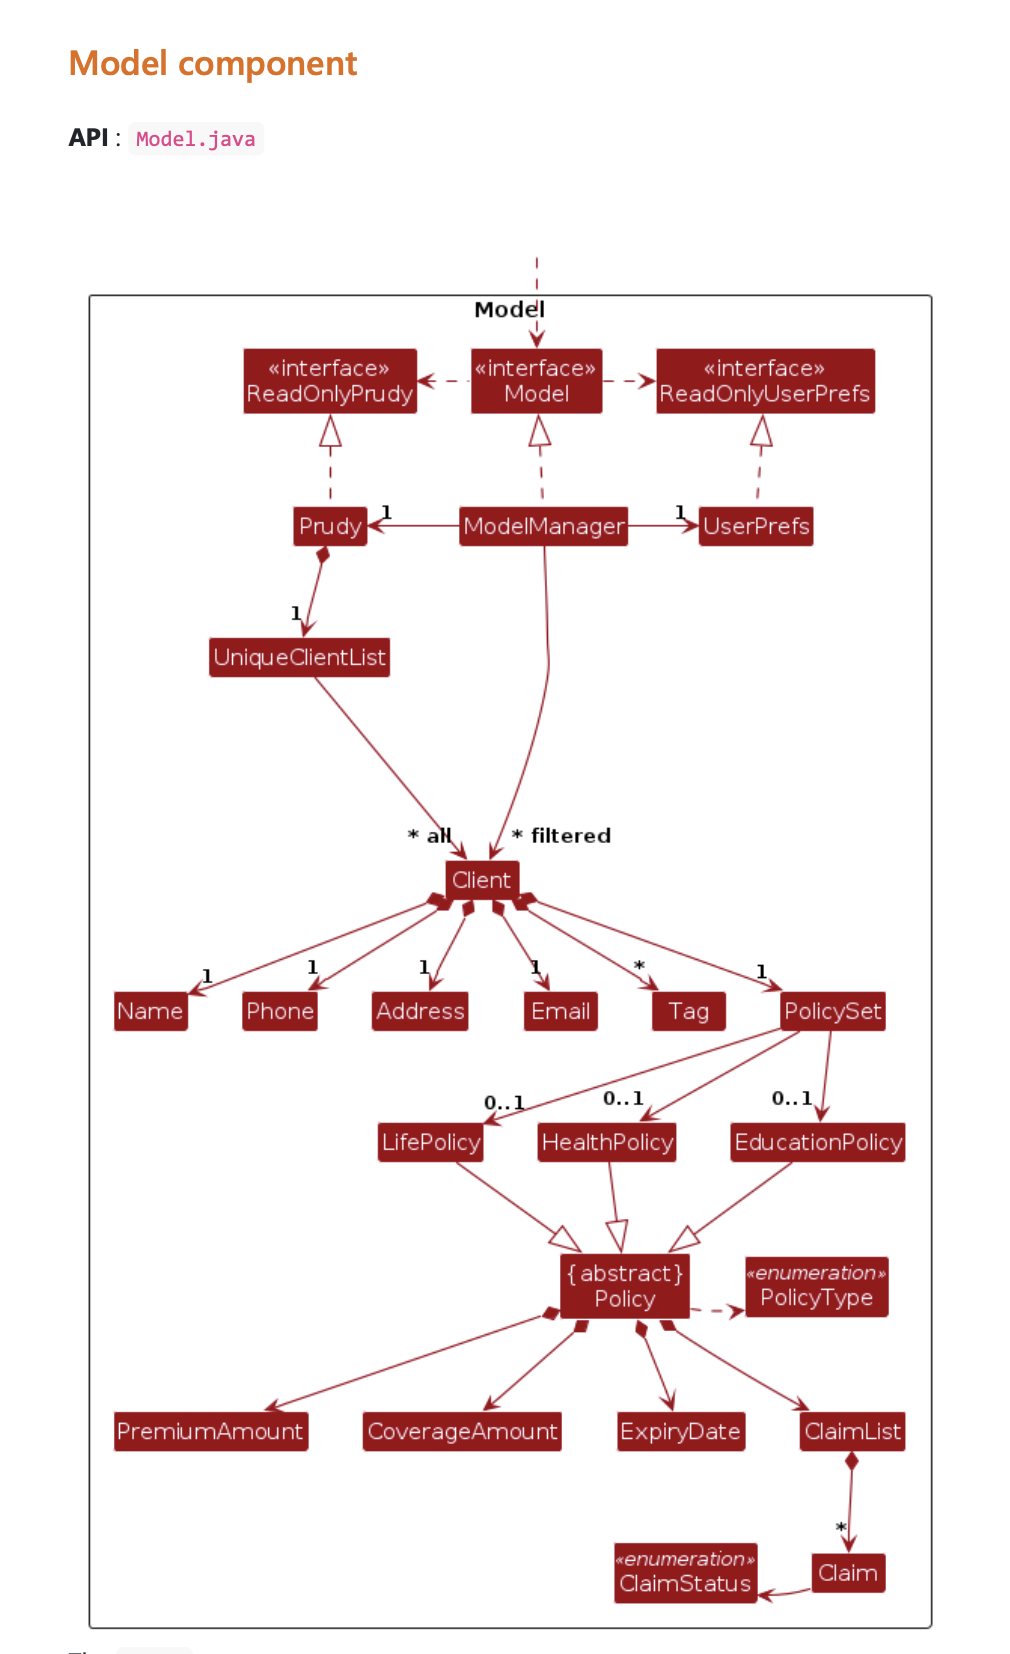 Model component
API : Model.java
Model
«interface»
ReadOnlyPrudy
«interface»
Model
«interface»
ReadOnlyUserPrefs
Prudy
1
ModelManager
1
UserPrefs
1
UniqueClientList
* all
* filtered
Client
1
1
1
1
*
1
Name
Phone
Address
Email
Tag
PolicySet
0..1
0..1
0..1
LifePolicy
HealthPolicy
EducationPolicy
{abstract}
Policy
«enumeration»
PolicyType
PremiumAmount
CoverageAmount
ExpiryDate
ClaimList
*
«enumeration»
ClaimStatus
Claim